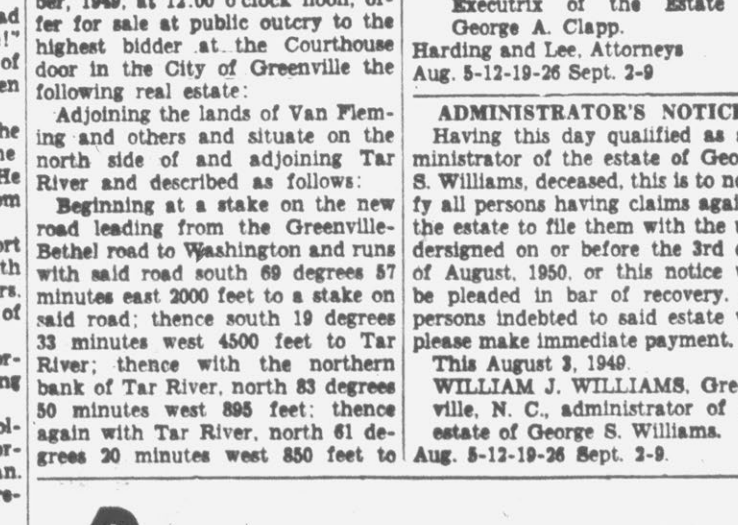 ad
!"
of
en
he
ne
He
om
ort
th
rs.
of
or-
ng
ol-
or-
an.
re-
ber, 1949, at 12:00 o'clock noon, of-
fer for sale at public outcry to the
highest bidder at the Courthouse
door in the City of Greenville the
following real estate:
Adjoining the lands of Van Flem-
ing and others and situate on the
north side of and adjoining Tar
River and described as follows:
Beginning at a stake on the new
road leading from the Greenville-
Bethel road to Washington and runs
with said road south 69 degrees 57
minutes east 2000 feet to a stake on
said road; thence south 19 degrees
33 minutes west 4500 feet to Tar
River; thence with the northern
bank of Tar River, north 83 degrees
50 minutes west 895 feet; thence
again with Tar River, north 61 de-
grees 20 minutes west 850 feet to
Executrix of the Estate
George A. Clapp.
Harding and Lee, Attorneys
Aug. 5-12-19-26 Sept. 2-9
ADMINISTRATOR'S NOTICE
Having this day qualified as
ministrator of the estate of Geo
S. Williams, deceased, this is to no
fy all persons having claims agai
the estate to file them with the u
dersigned on or before the 3rd
of August, 1950, or this notice
be pleaded in bar of recovery.
persons indebted to said estate
please make immediate payment.
This August 3, 1949.
WILLIAM J. WILLIAMS, Gre
ville, N. C., administrator of
estate of George S. Williams.
Aug. 5-12-19-26 Sept. 2-9.